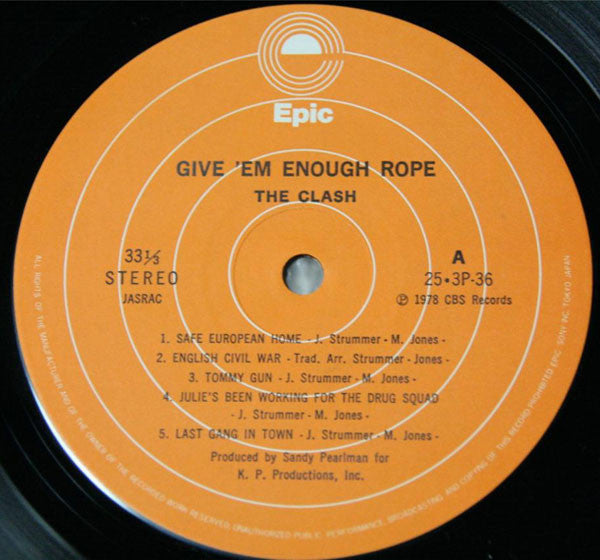 Epic
GIVE 'EM ENOUGH ROPE
THE CLASH
33⅓
STEREO
JASRAC
A
25•3P-36
Ⓟ 1978 CBS Records
1. SAFE EUROPEAN HOME - J. Strummer - M. Jones -
2. ENGLISH CIVIL WAR - Trad. Arr. Strummer - Jones -
3. TOMMY GUN - J. Strummer - M. Jones -
4. JULIE'S BEEN WORKING FOR THE DRUG SQUAD
- J. Strummer - M. Jones -
5. LAST GANG IN TOWN - J. Strummer - M. Jones -
Produced by Sandy Pearlman for
K. P. Productions, Inc.
ALL RIGHTS OF THE MANUFACTURER AND OF THE OWNER OF THE RECORDED WORK RESERVED. UNAUTHORIZED PUBLIC PERFORMANCE, BROADCASTING AND COPYING OF THIS RECORD PROHIBITED EPIC SONY INC. TOKYO JAPAN